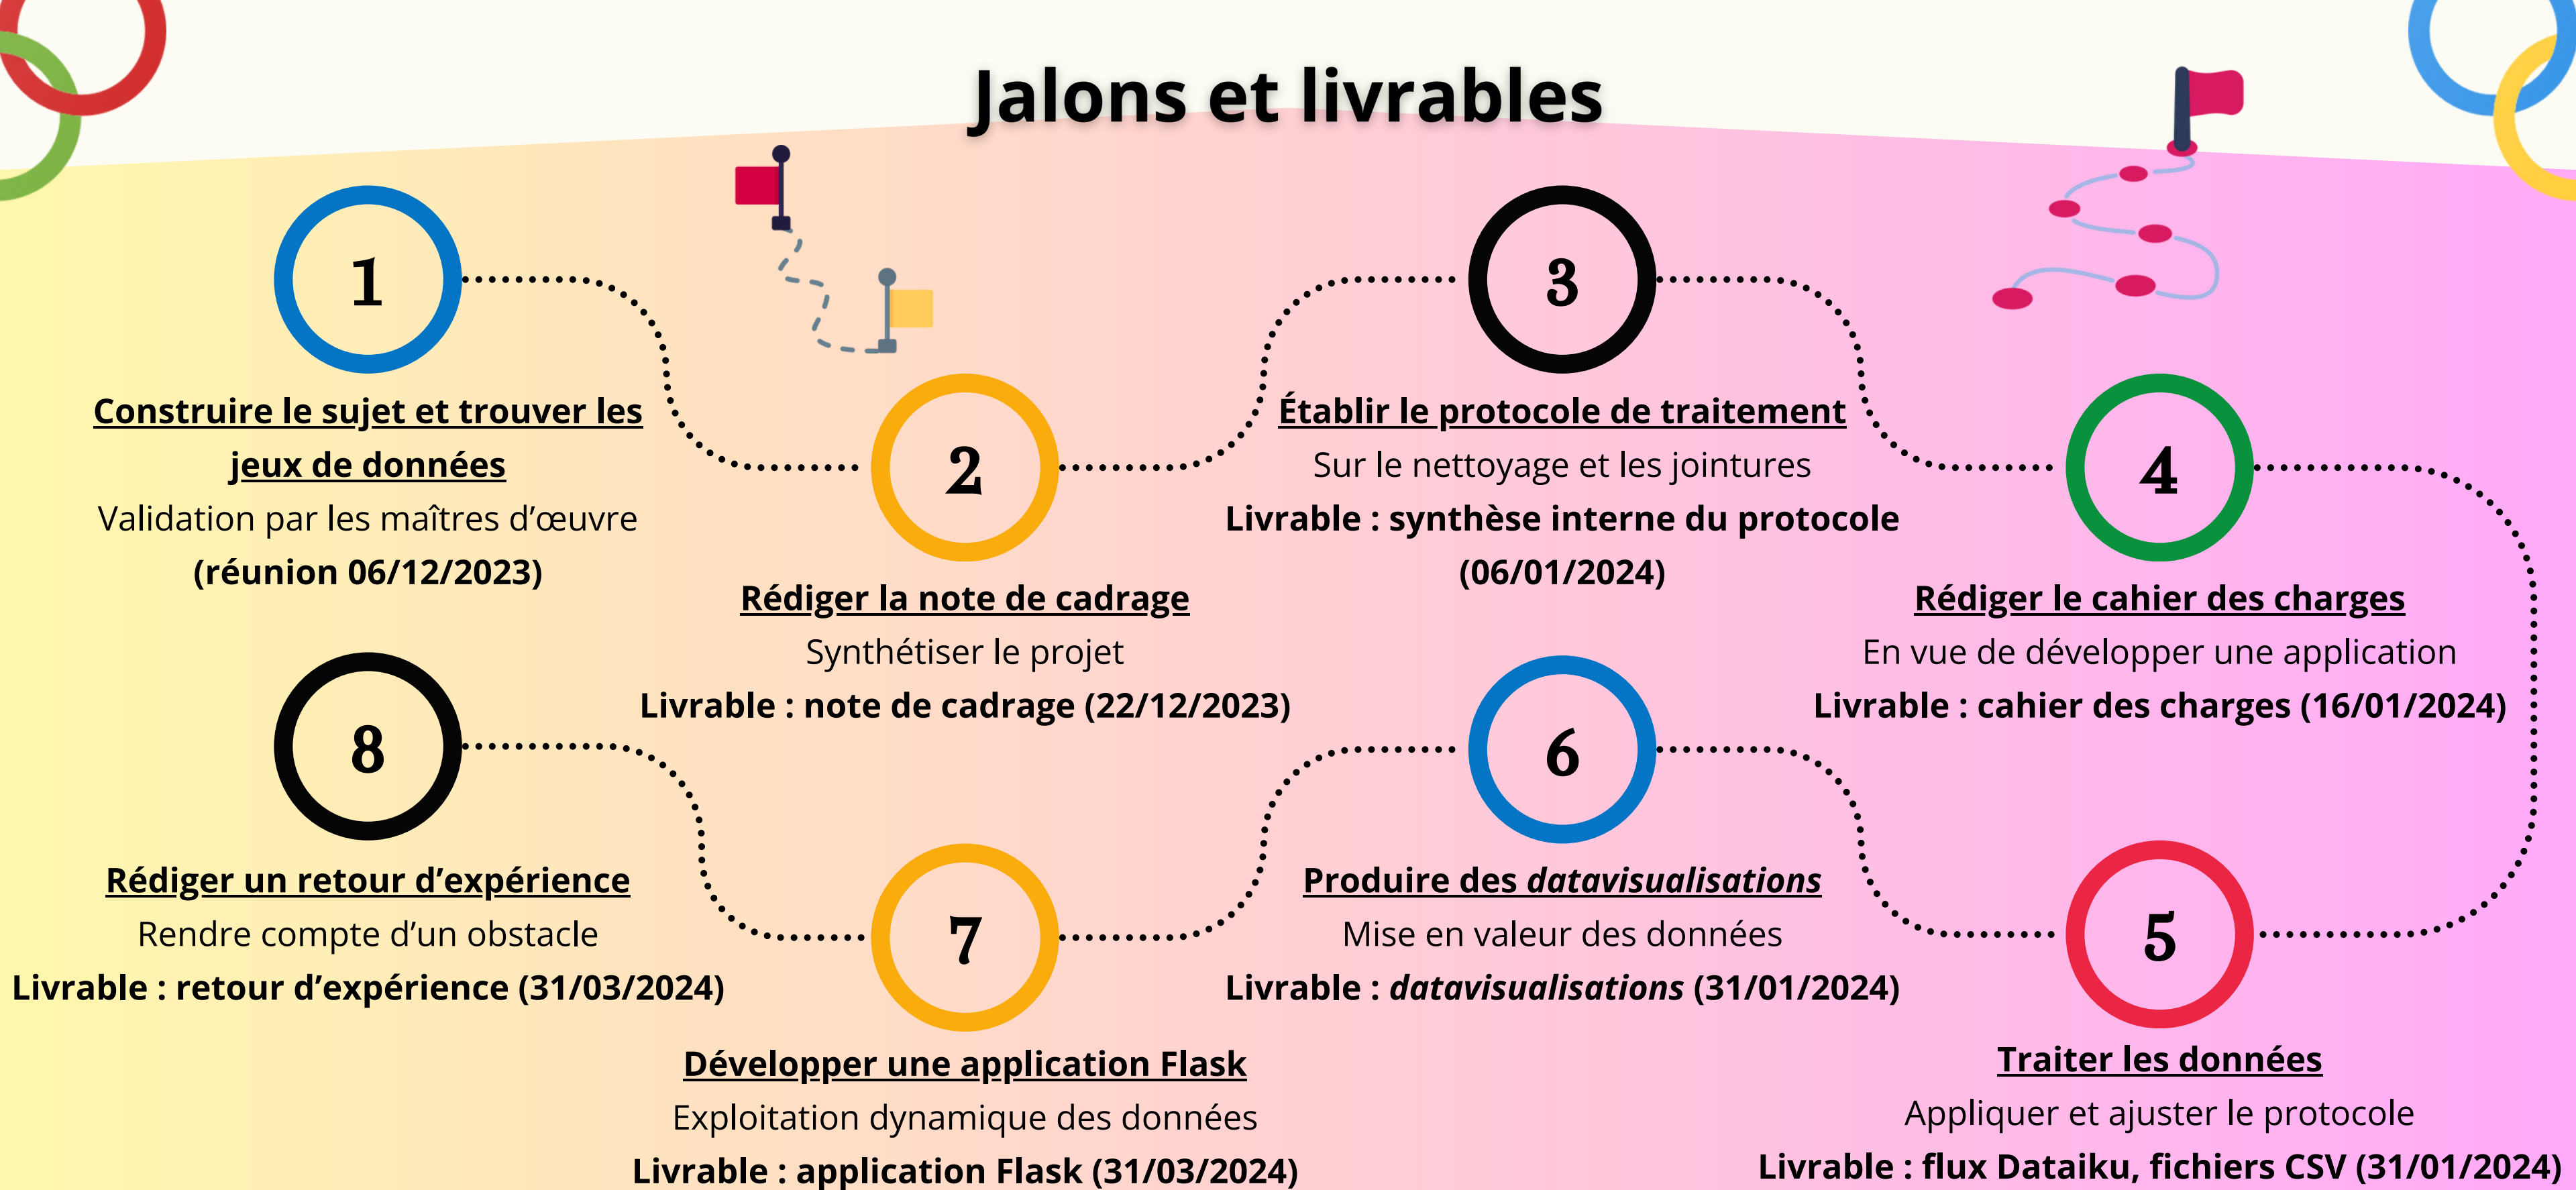 Jalons et livrables
1
Construire le sujet et trouver les
jeux de données
Validation par les maîtres d’œuvre
(réunion 06/12/2023)
2
Rédiger la note de cadrage
Synthétiser le projet
Livrable : note de cadrage (22/12/2023)
3
Établir le protocole de traitement
Sur le nettoyage et les jointures
Livrable : synthèse interne du protocole
(06/01/2024)
4
Rédiger le cahier des charges
En vue de développer une application
Livrable : cahier des charges (16/01/2024)
5
Traiter les données
Appliquer et ajuster le protocole
Livrable : flux Dataiku, fichiers CSV (31/01/2024)
6
Produire des datavisualisations
Mise en valeur des données
Livrable : datavisualisations (31/01/2024)
7
Développer une application Flask
Exploitation dynamique des données
Livrable : application Flask (31/03/2024)
8
Rédiger un retour d’expérience
Rendre compte d’un obstacle
Livrable : retour d’expérience (31/03/2024)